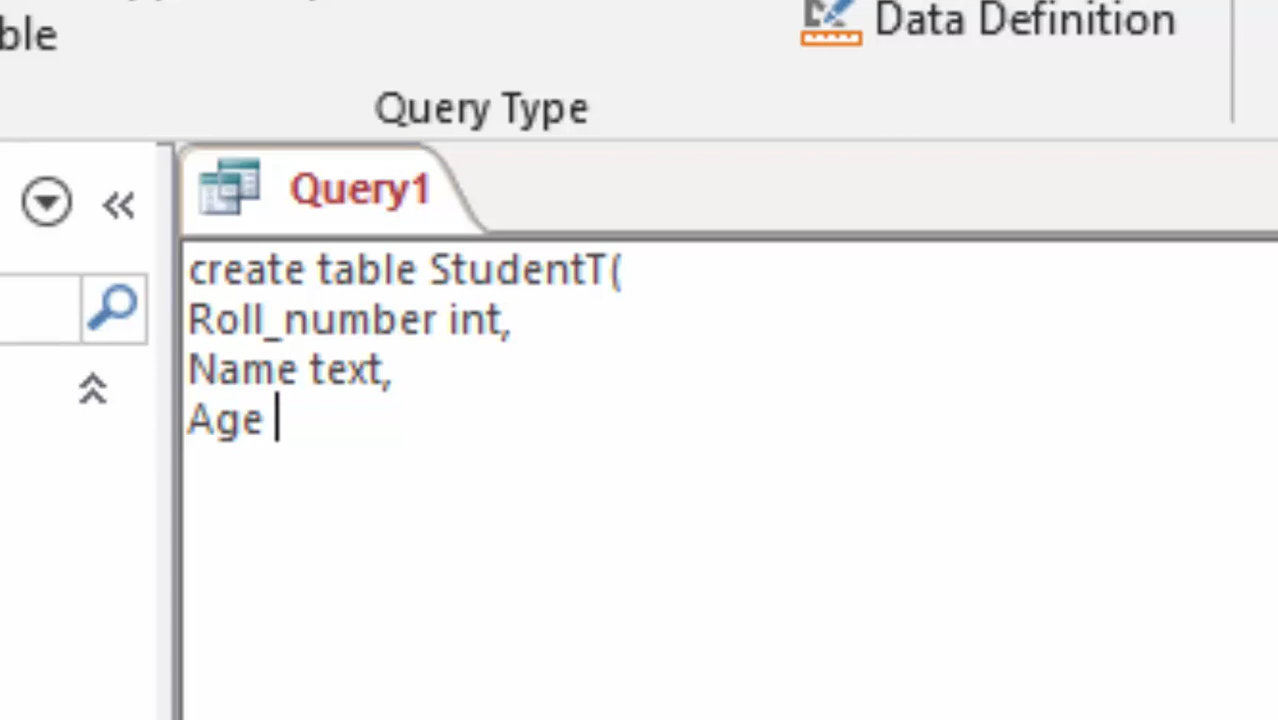 ble
Data Definition
Query Type
Query1
create table StudentT(
Roll_number int,
Name text,
Age